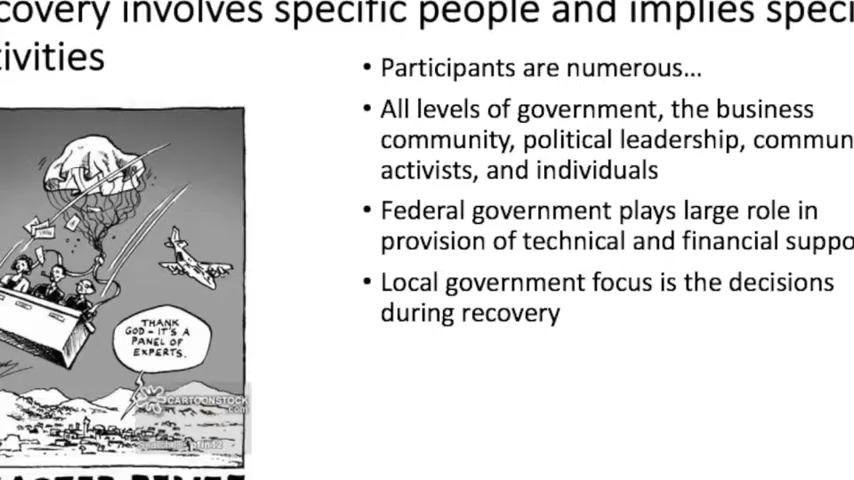 covery involves specific people and implies speci
ivities
• Participants are numerous...
• All levels of government, the business
community, political leadership, commun
activists, and individuals
• Federal government plays large role in
provision of technical and financial suppo
• Local government focus is the decisions
during recovery
THANK
GOD - IT'S A
PANEL OF
EXPERTS.
CARTOONSTOCK
.com